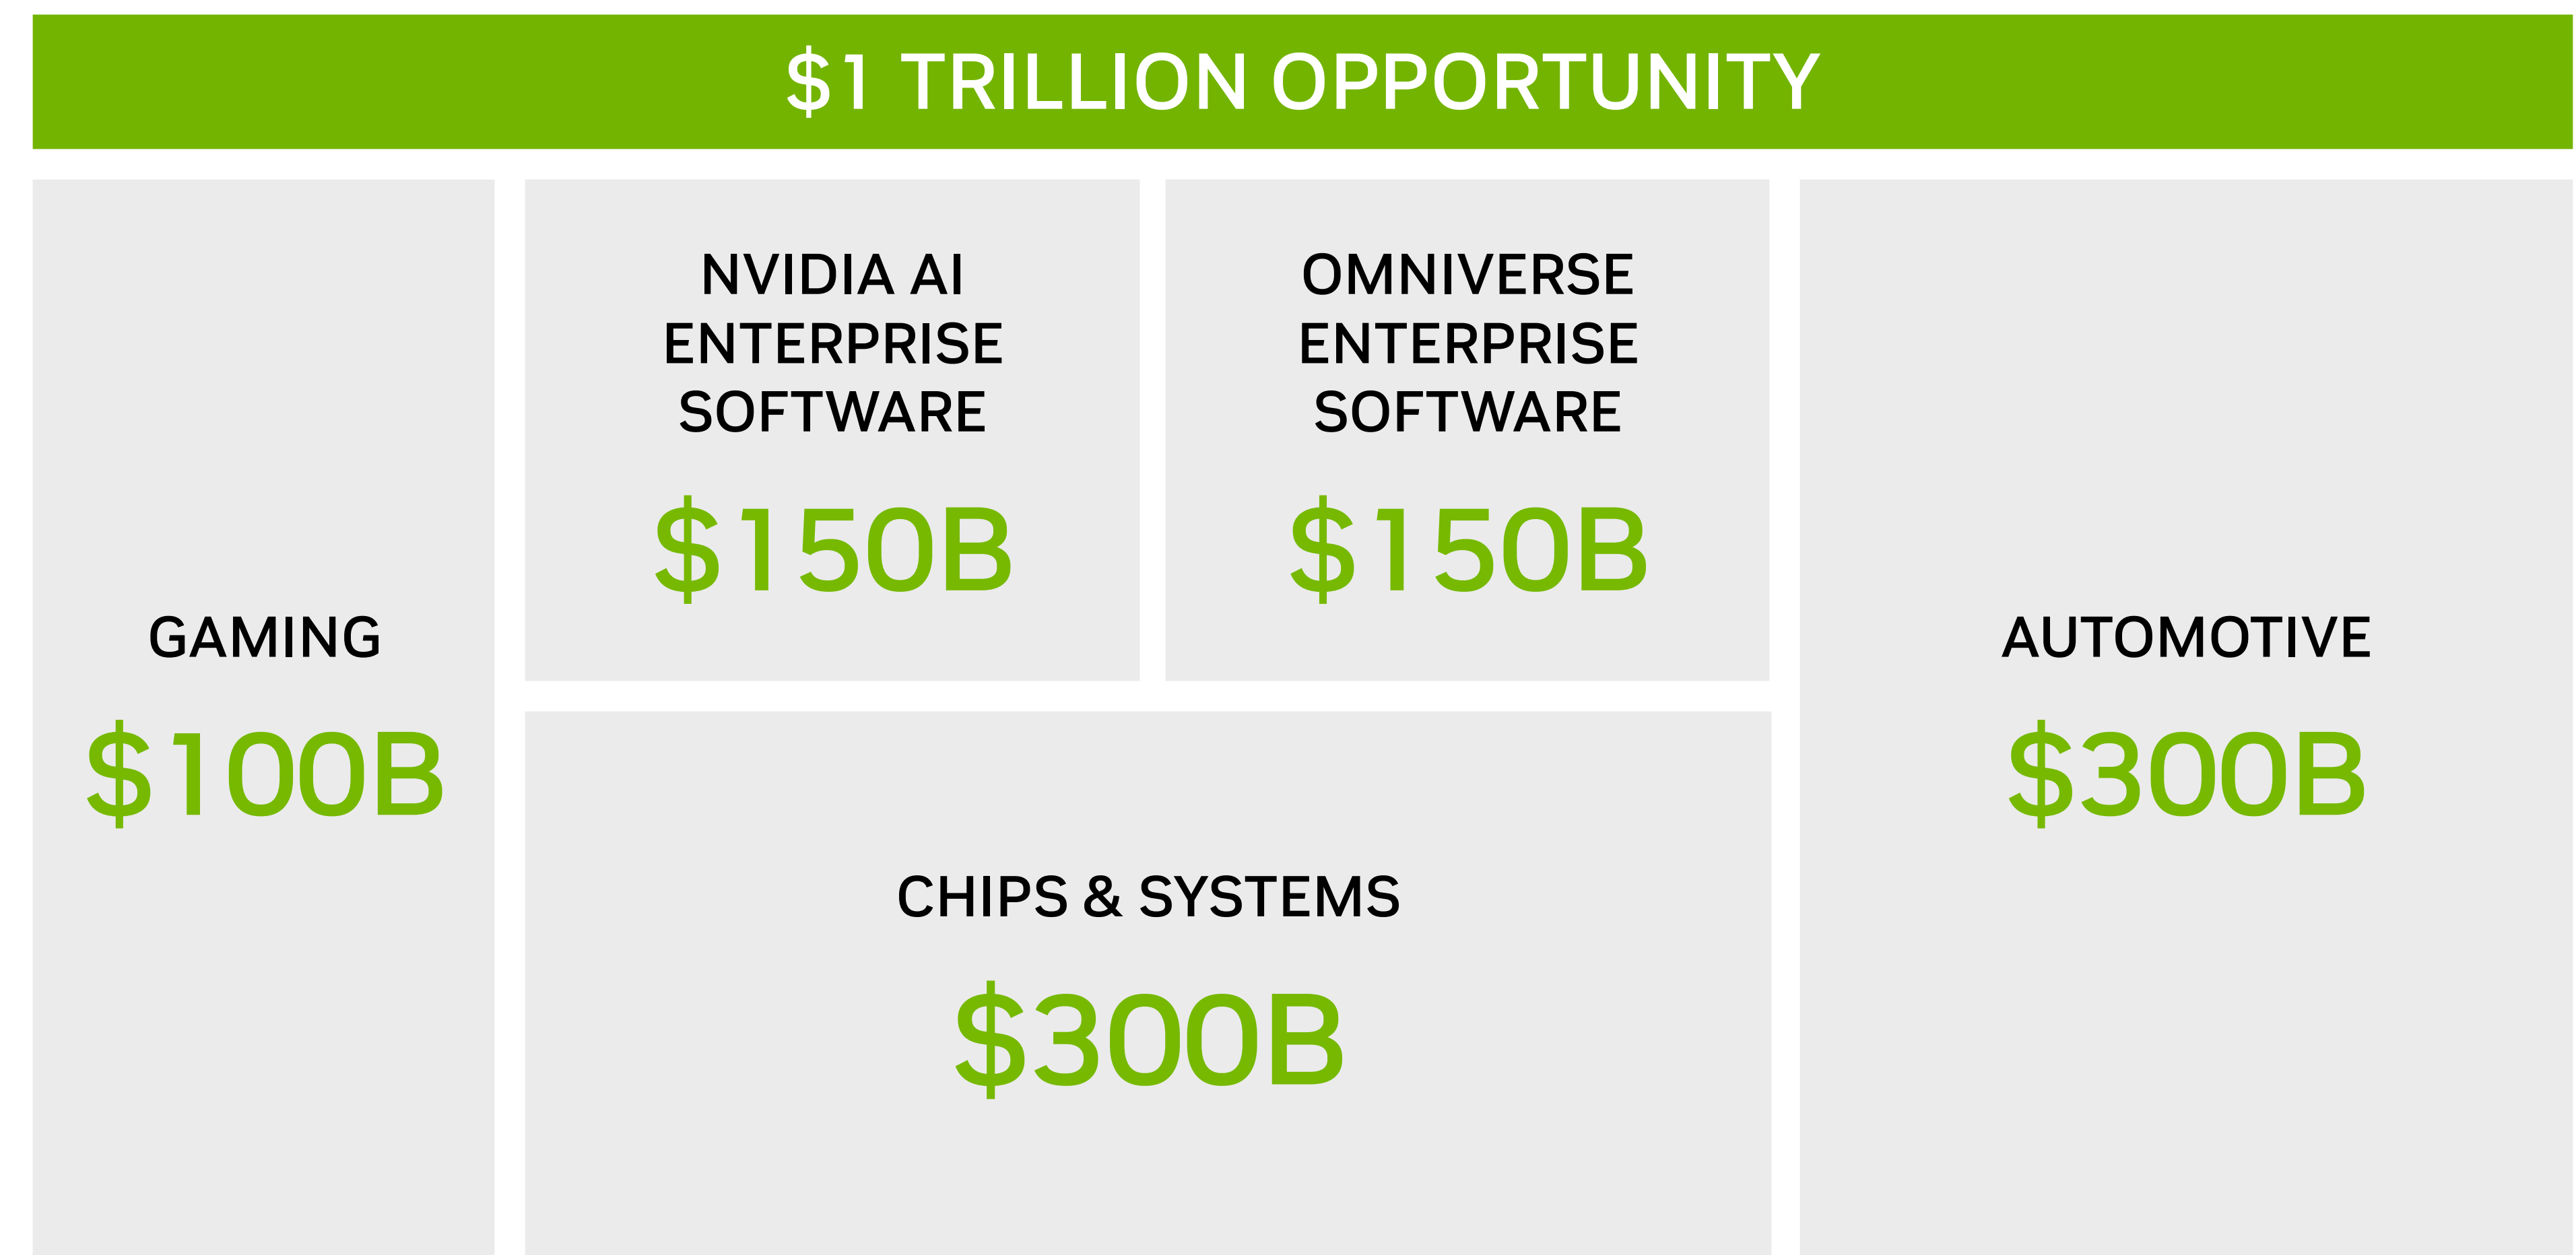 $1 TRILLION OPPORTUNITY
GAMING
$100B
NVIDIA AI
ENTERPRISE
SOFTWARE
$150B
OMNIVERSE
ENTERPRISE
SOFTWARE
$150B
CHIPS & SYSTEMS
$300B
AUTOMOTIVE
$300B